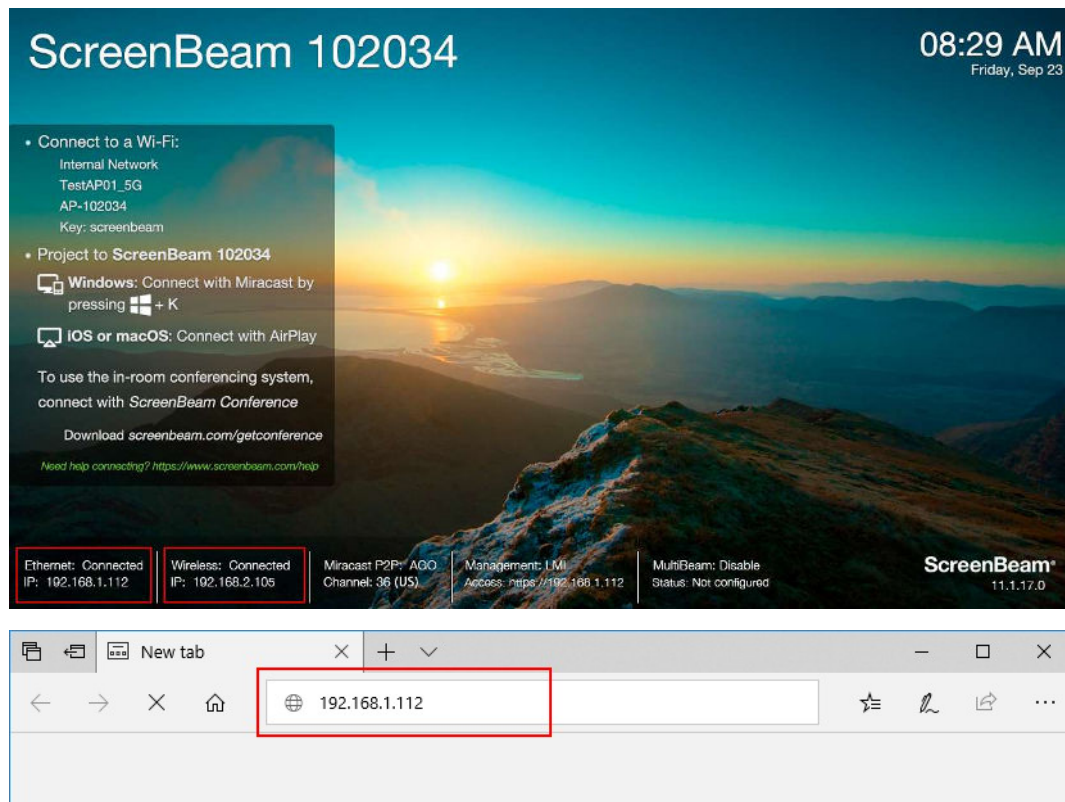 ScreenBeam 102034
08:29 AM
Friday, Sep 23
• Connect to a Wi-Fi:
Internal Network
TestAP01_5G
AP-102034
Key: screenbeam
• Project to ScreenBeam 102034
Windows: Connect with Miracast by
pressing + K
iOS or macOS: Connect with AirPlay
To use the in-room conferencing system,
connect with ScreenBeam Conference
Download screenbeam.com/getconference
Need help connecting? https://www.screenbeam.com/help
Ethernet: Connected
IP: 192.168.1.112
Wireless: Connected
IP: 192.168.2.105
Miracast P2P: AGO
Channel: 36 (US)
Management: LMI
Access: https://192.168.1.112
MultiBeam: Disable
Status: Not configured
ScreenBeam®
11.1.17.0
New tab
192.168.1.112